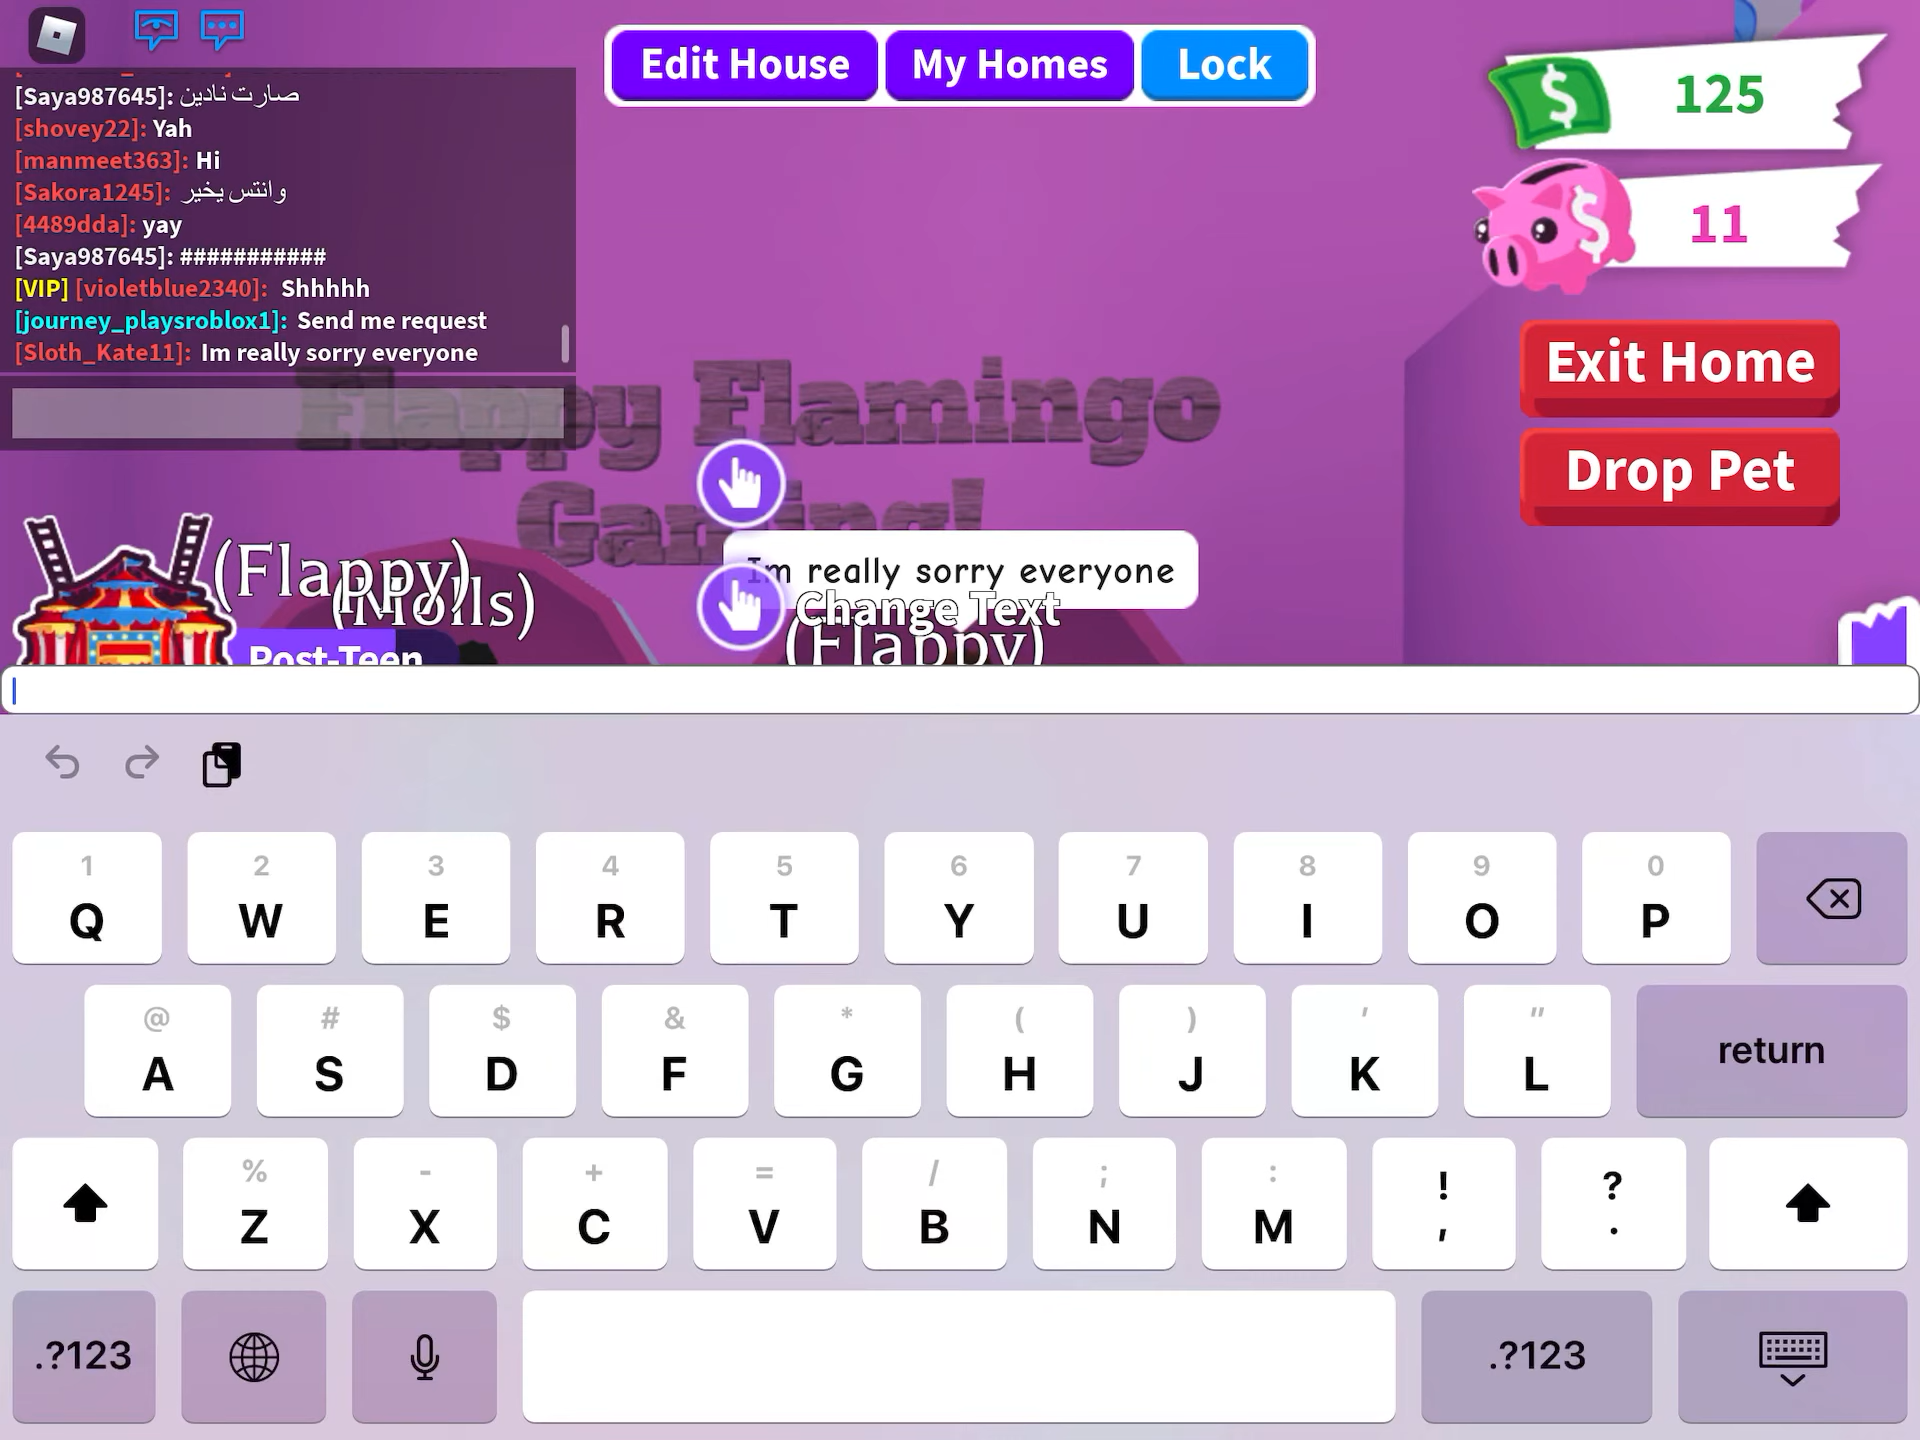 Edit House
My Homes
Lock
125
11
[Saya987645]: صارت نادين
[shovey22]: Yah
[manmeet363]: Hi
[Sakora1245]: وانتس يخير
[4489dda]: yay
[Saya987645]: ###########
[VIP] [violetblue2340]: Shhhhh
[journey_playsroblox1]: Send me request
[Sloth_Kate11]: Im really sorry everyone
Exit Home
Drop Pet
Flappy Flamingo
Gaming!
Im really sorry everyone
Change Text
(Flappy)
(Molls)
(Flappy)
Post-Teen
1 2 3 4 5 6 7 8 9 0
Q W E R T Y U I O P
@ # $ & * ( ) ' "
A S D F G H J K L return
% - + = / ; : ! ?
Z X C V B N M , .
.?123 .?123